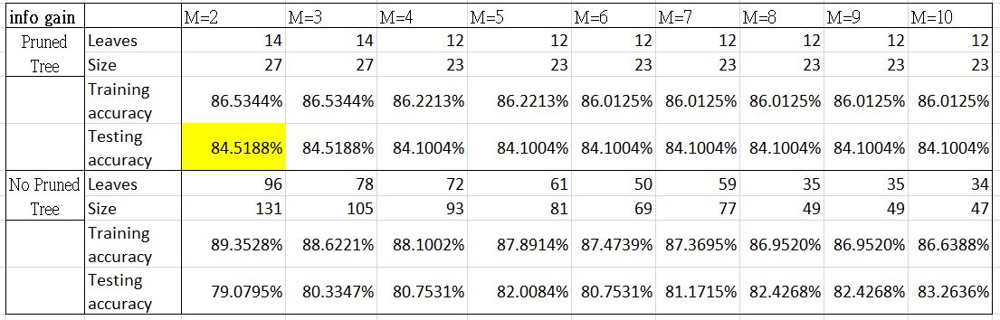 info gain M=2 M=3 M=4 M=5 M=6 M=7 M=8 M=9 M=10
Pruned Leaves 14 14 12 12 12 12 12 12 12
Tree Size 27 27 23 23 23 23 23 23 23
Training
accuracy 86.5344% 86.5344% 86.2213% 86.2213% 86.0125% 86.0125% 86.0125% 86.0125% 86.0125%
Testing
accuracy 84.5188% 84.5188% 84.1004% 84.1004% 84.1004% 84.1004% 84.1004% 84.1004% 84.1004%
No Pruned Leaves 96 78 72 61 50 59 35 35 34
Tree Size 131 105 93 81 69 77 49 49 47
Training
accuracy 89.3528% 88.6221% 88.1002% 87.8914% 87.4739% 87.3695% 86.9520% 86.9520% 86.6388%
Testing
accuracy 79.0795% 80.3347% 80.7531% 82.0084% 80.7531% 81.1715% 82.4268% 82.4268% 83.2636%